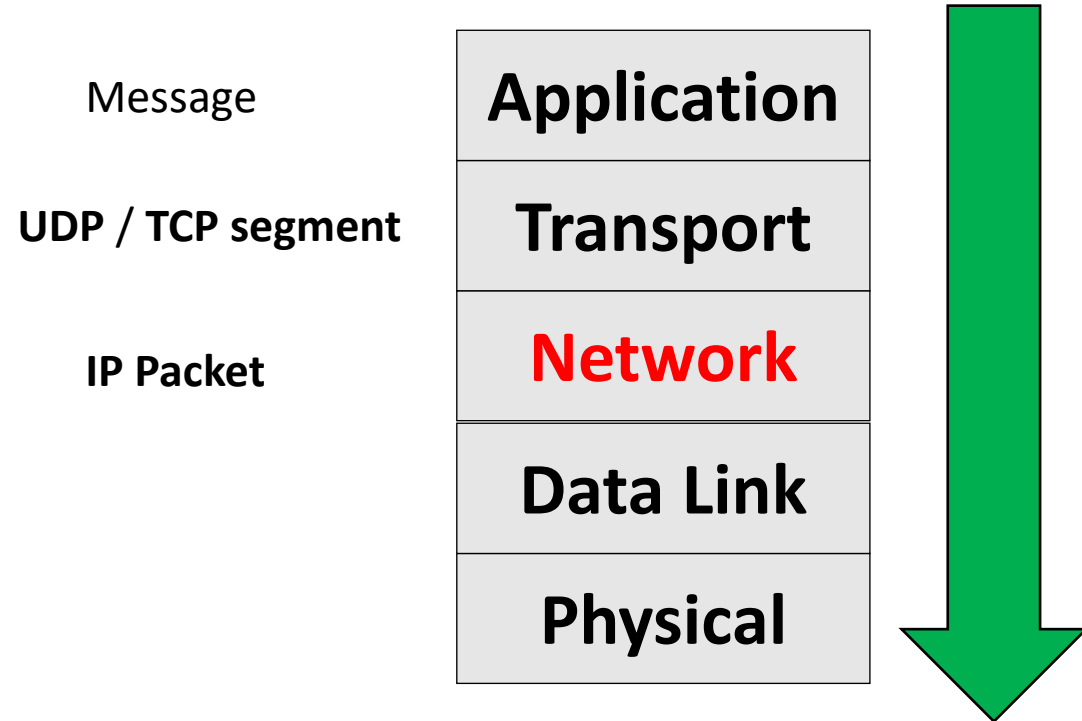 Message
Application
UDP / TCP segment
Transport
IP Packet
Network
Data Link
Physical